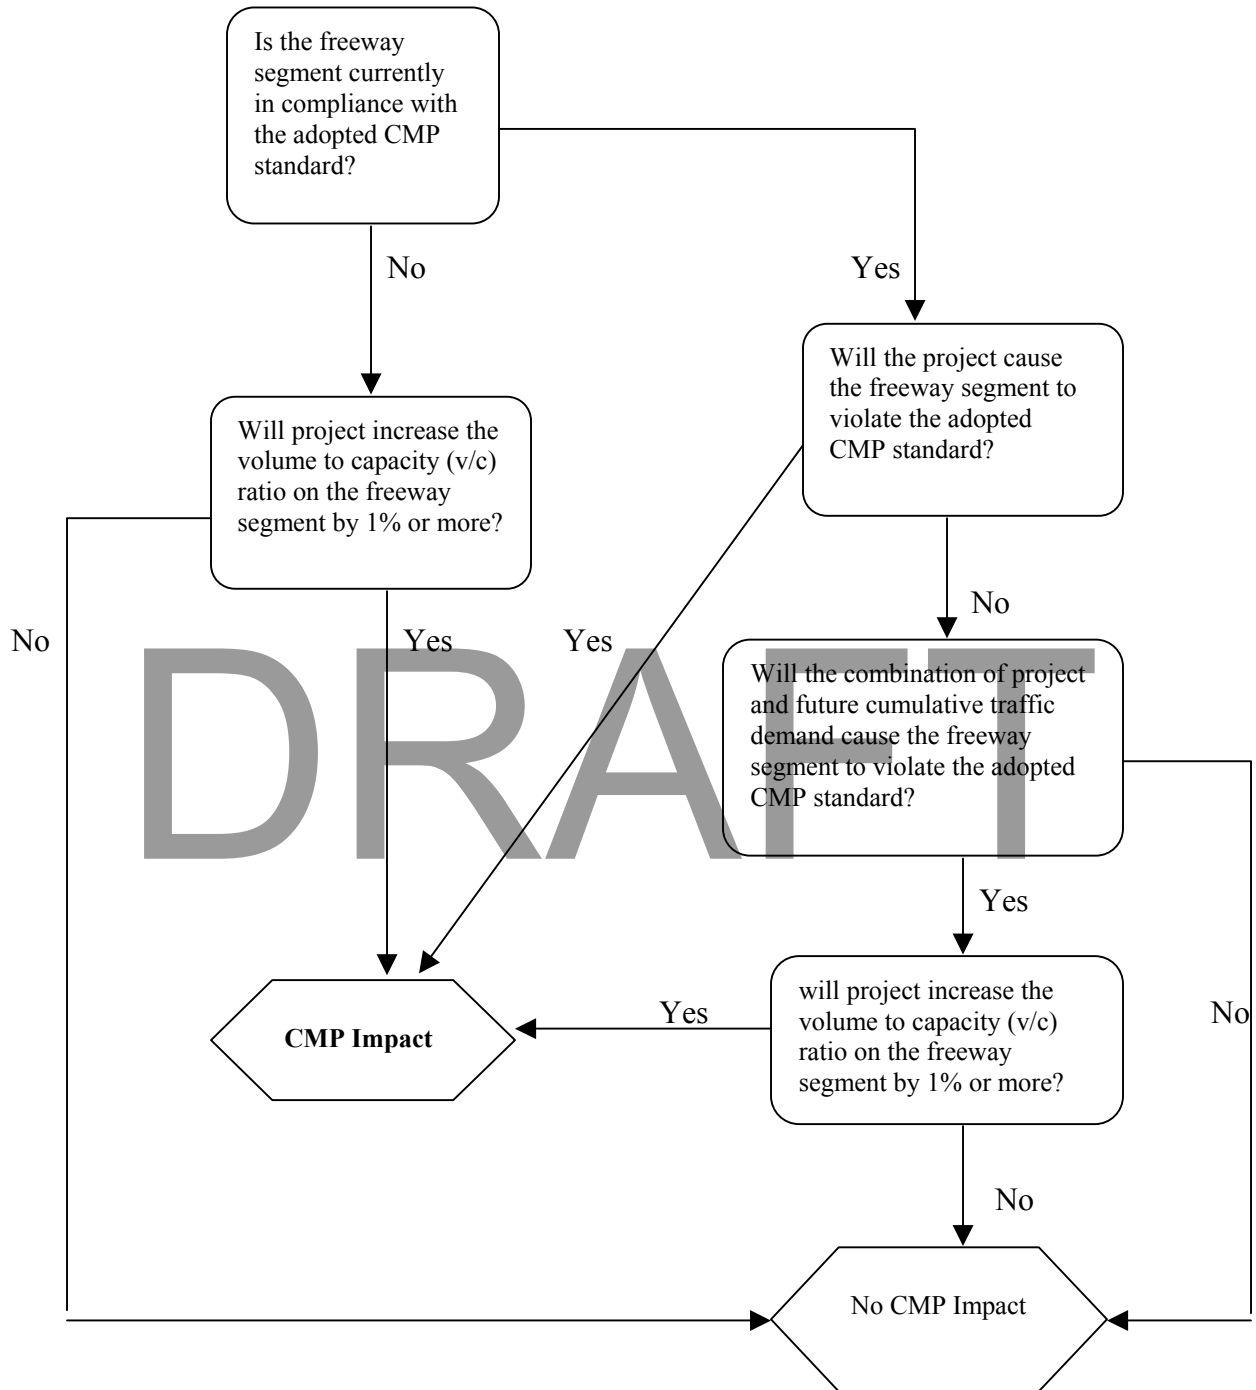 Is the freeway
segment currently
in compliance with
the adopted CMP
standard?
No
Yes
Will the project cause
the freeway segment to
violate the adopted
CMP standard?
Will project increase the
volume to capacity (v/c)
ratio on the freeway
segment by 1% or more?
No
No
Yes
Yes
DRAFT
Will the combination of project
and future cumulative traffic
demand cause the freeway
segment to violate the adopted
CMP standard?
Yes
will project increase the
volume to capacity (v/c)
ratio on the freeway
segment by 1% or more?
Yes
No
CMP Impact
No
No CMP Impact